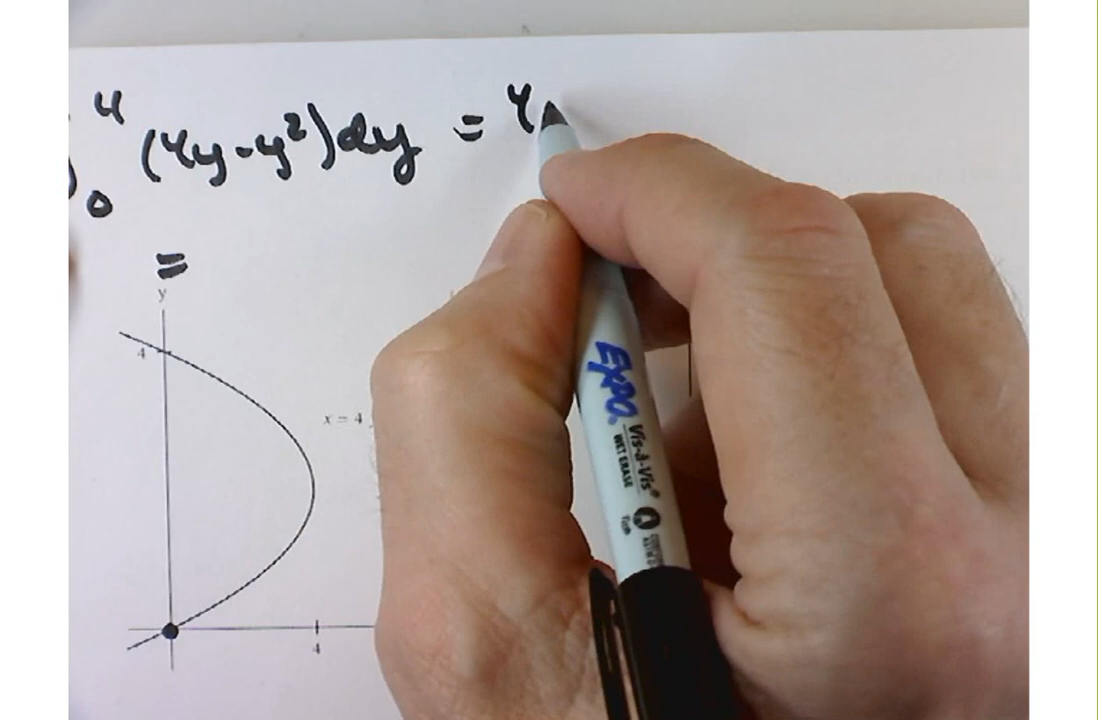 ∫₀⁴ (4y-y²)dy = 4
=
y
4
x = 4
4
EXPO
Vis-à-Vis®
WET ERASE